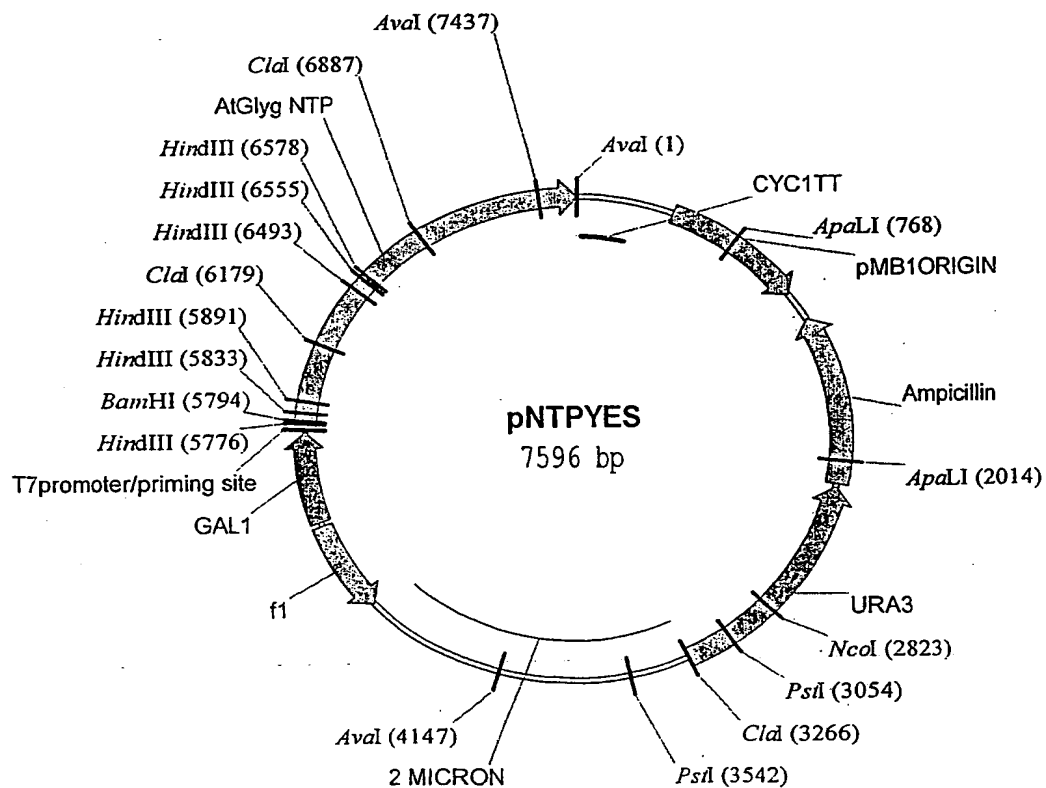 AvaI (7437)
ClaI (6887)
AtGlyg NTP
HindIII (6578)
HindIII (6555)
HindIII (6493)
ClaI (6179)
HindIII (5891)
HindIII (5833)
BamHI (5794)
HindIII (5776)
T7promoter/priming site
GAL1
f1
AvaI (1)
CYC1TT
ApaLI (768)
pMB1ORIGIN
Ampicillin
ApaLI (2014)
URA3
NcoI (2823)
PstI (3054)
ClaI (3266)
PstI (3542)
AvaI (4147)
2 MICRON
pNTPYES
7596 bp